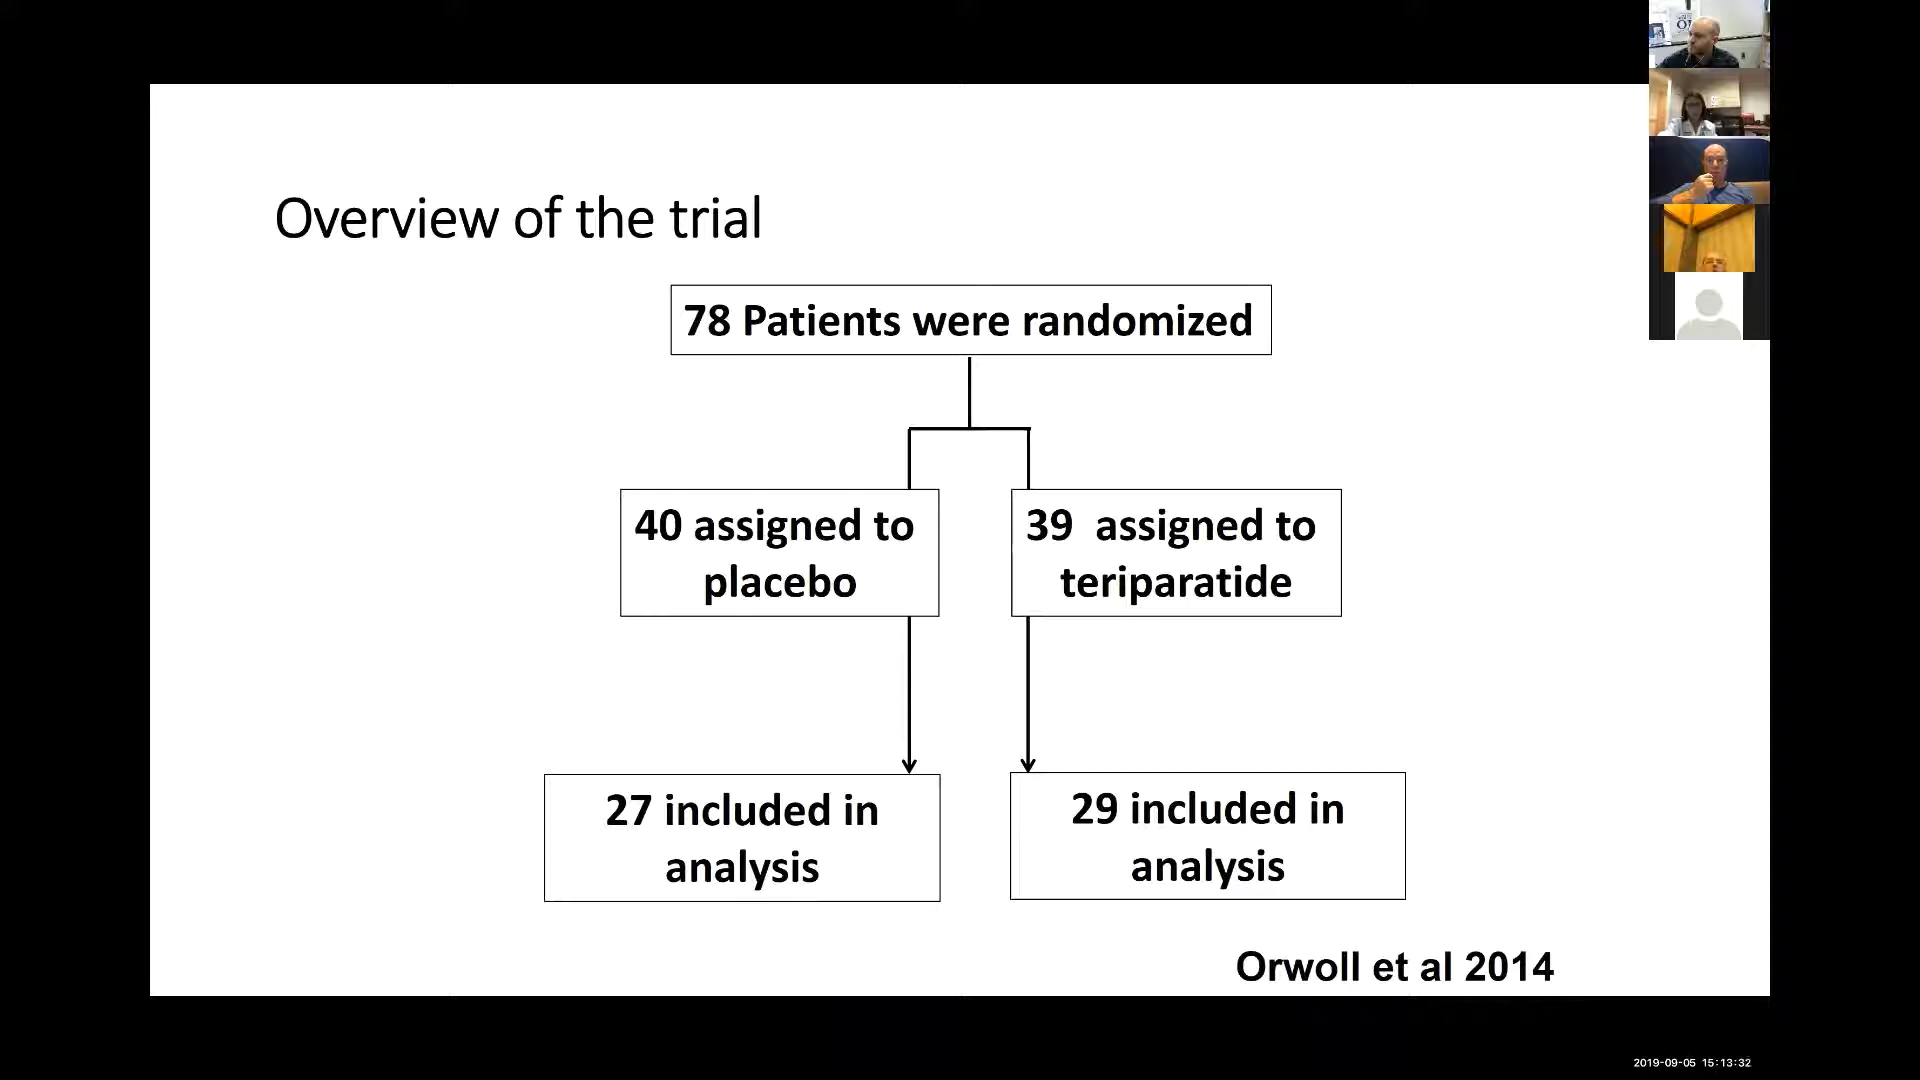 Overview of the trial
78 Patients were randomized
40 assigned to
placebo
39 assigned to
teriparatide
27 included in
analysis
29 included in
analysis
Orwoll et al 2014
2019-09-05 15:13:32